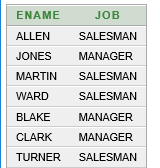 ENAME JOB
ALLEN SALESMAN
JONES MANAGER
MARTIN SALESMAN
WARD SALESMAN
BLAKE MANAGER
CLARK MANAGER
TURNER SALESMAN